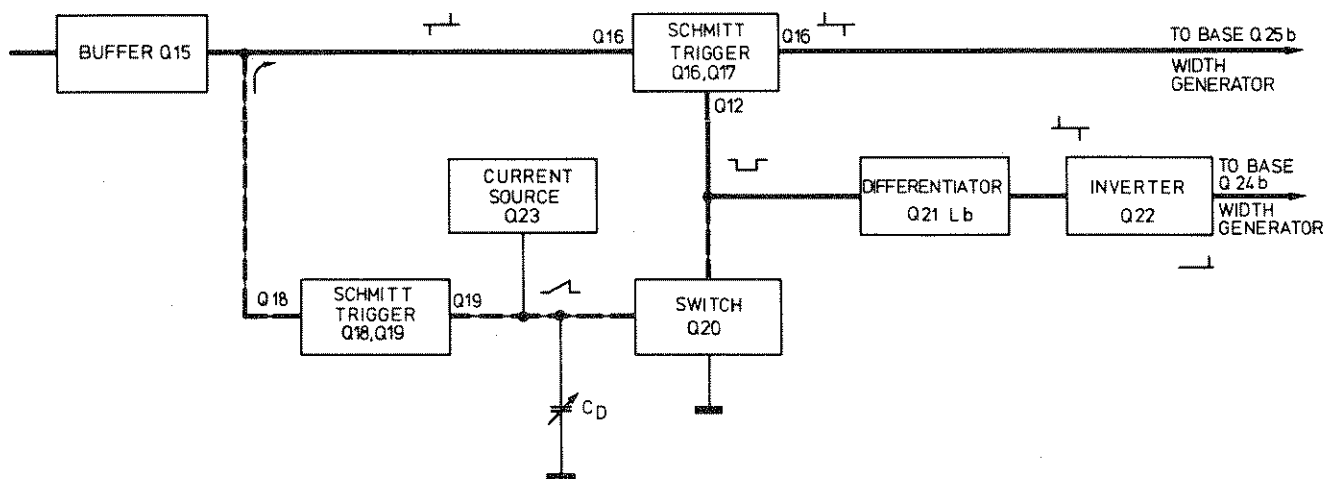 BUFFER Q15
Q16
SCHMITT
TRIGGER
Q16,Q17
Q16
TO BASE Q25b
WIDTH
GENERATOR
Q12
CURRENT
SOURCE
Q23
DIFFERENTIATOR
Q21 Lb
INVERTER
Q22
TO BASE
Q24b
WIDTH
GENERATOR
Q18
SCHMITT
TRIGGER
Q18,Q19
Q19
SWITCH
Q20
CD